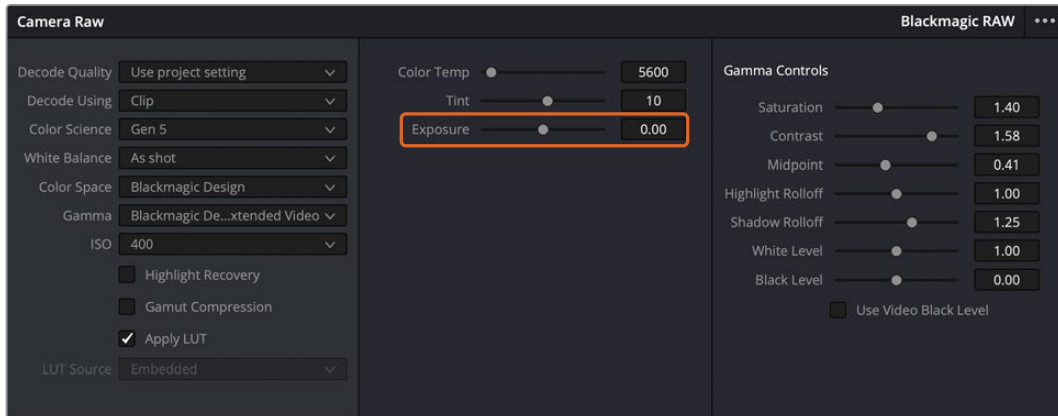 Camera Raw
Blackmagic RAW
Decode Quality Use project setting
Decode Using Clip
Color Science Gen 5
White Balance As shot
Color Space Blackmagic Design
Gamma Blackmagic De...xtended Video
ISO 400
Highlight Recovery
Gamut Compression
Apply LUT
LUT Source Embedded
Color Temp 5600
Tint 10
Exposure 0.00
Gamma Controls
Saturation 1.40
Contrast 1.58
Midpoint 0.41
Highlight Rolloff 1.00
Shadow Rolloff 1.25
White Level 1.00
Black Level 0.00
Use Video Black Level